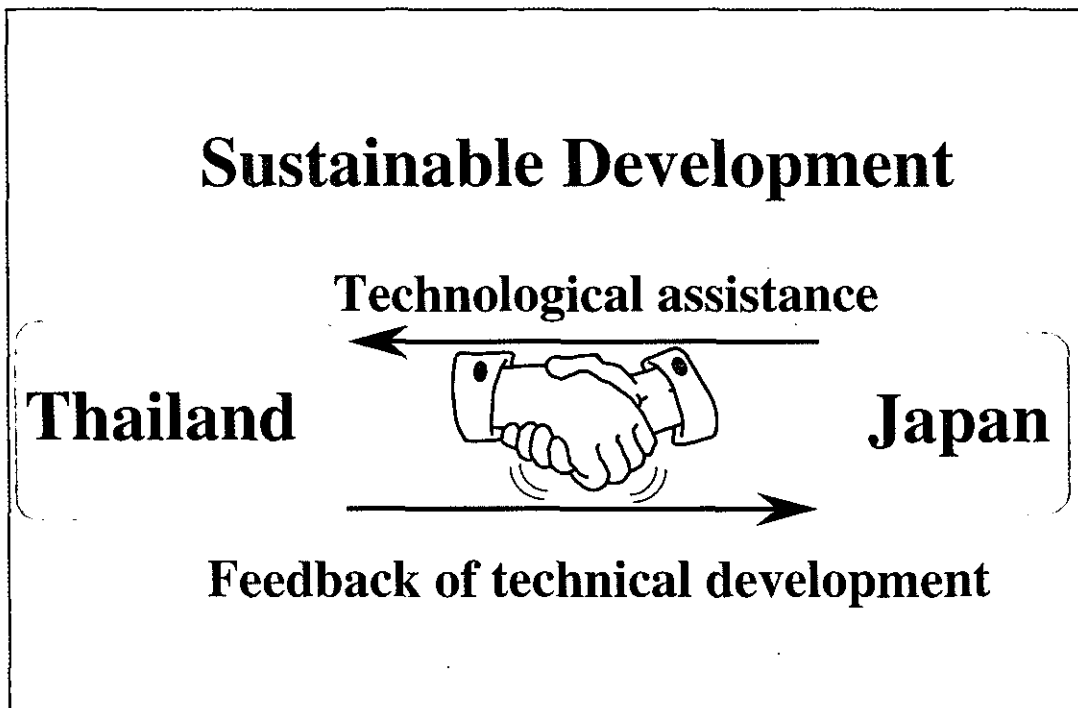 Sustainable Development
Technological assistance
Thailand
Japan
Feedback of technical development